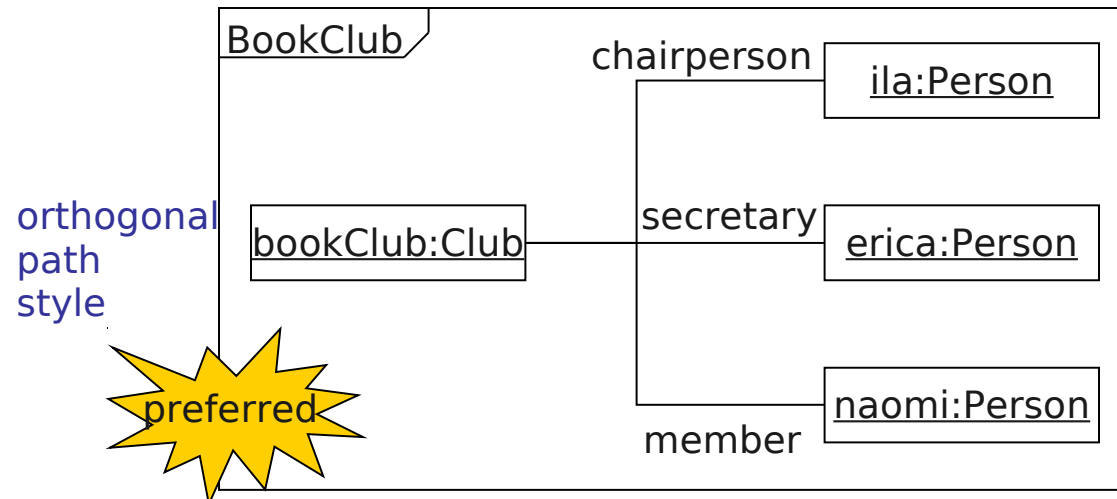 BookClub
chairperson
ila:Person
orthogonal
path
style
bookClub:Club
secretary
erica:Person
preferred
naomi:Person
member